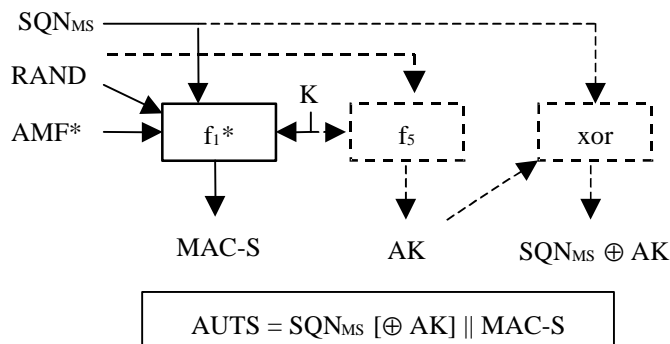 SQN_MS
RAND
K
AMF*
f₁*
f₅
xor
MAC-S
AK
SQN_MS ⊕ AK
AUTS = SQN_MS [⊕ AK] || MAC-S